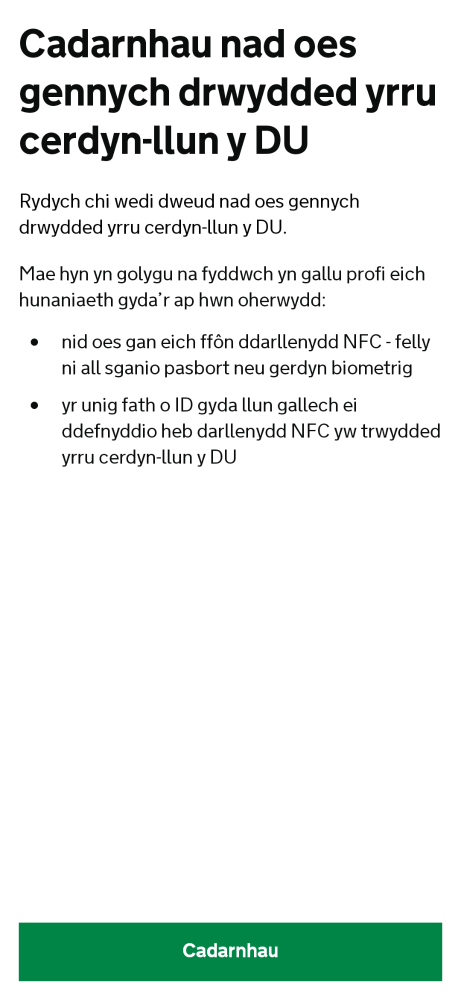 Cadarnhau nad oes
gennych drwydded yrru
cerdyn-llun y DU
Rydych chi wedi dweud nad oes gennych
drwydded yrru cerdyn-llun y DU.
Mae hyn yn golygu na fyddwch yn gallu profi eich
hunaniaeth gyda’r ap hwn oherwydd:
• nid oes gan eich ffôn ddarllenydd NFC - felly
ni all sganio pasbort neu gerdyn biometrig
• yr unig fath o ID gyda llun gallech ei
ddefnyddio heb darllenydd NFC yw trwydded
yrru cerdyn-llun y DU
Cadarnhau